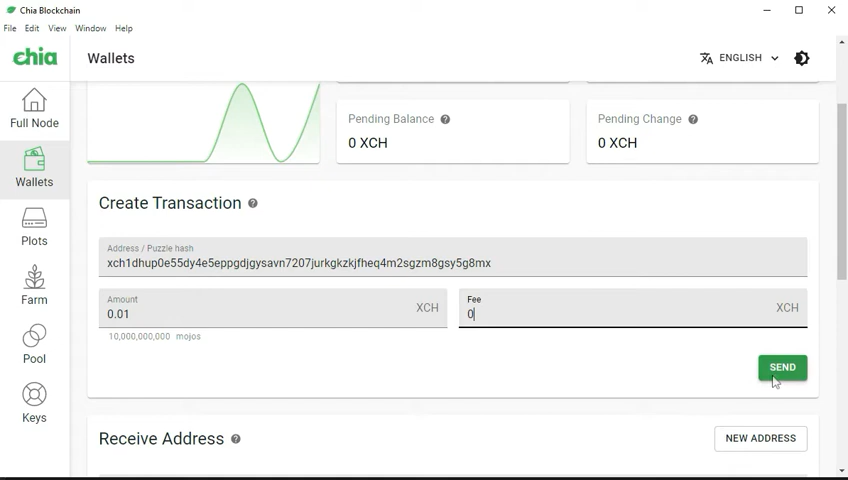 Chia Blockchain
File Edit View Window Help
chia
Wallets
ENGLISH
Full Node
Wallets
Plots
Farm
Pool
Keys
Pending Balance
0 XCH
Pending Change
0 XCH
Create Transaction
Address / Puzzle hash
xch1dhup0e55dy4e5eppgdjgysavn7207jurkgkzkjfheq4m2sgzm8gsy5g8mx
Amount
0.01 XCH
10,000,000,000 mojos
Fee
0 XCH
SEND
Receive Address
NEW ADDRESS